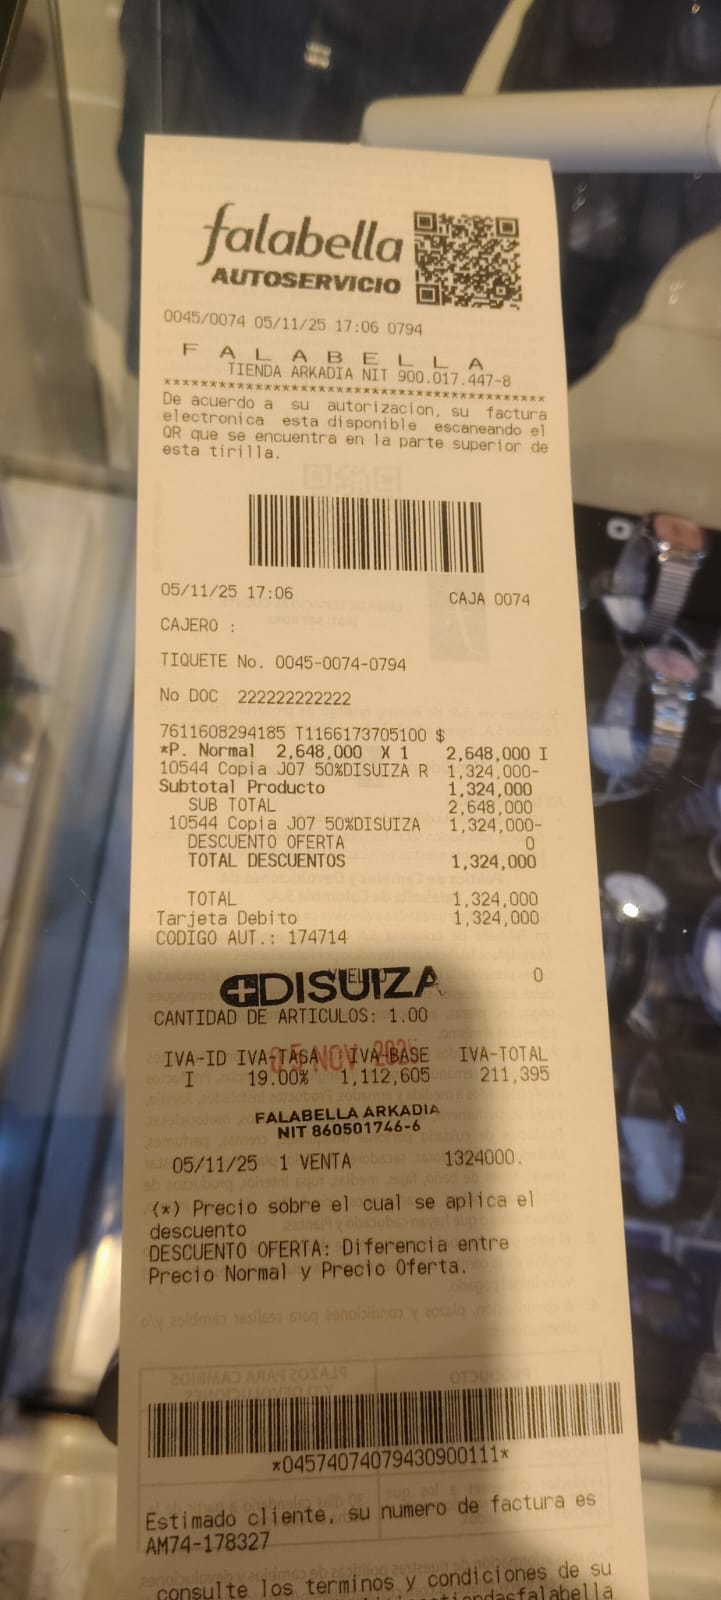 falabella
AUTOSERVICIO
0045/0074 05/11/25 17:06 0794
F A L A B E L L A
TIENDA ARKADIA NIT 900.017.447-8
**************************************************
De acuerdo a su autorizacion, su factura
electronica esta disponible escaneando el
QR que se encuentra en la parte superior de
esta tirilla.
05/11/25 17:06 CAJA 0074
CAJERO :
TIQUETE No. 0045-0074-0794
No DOC 222222222222
7611608294185 T1166173705100 $
*P. Normal 2,648,000 X 1 2,648,000 I
10544 Copia J07 50%DISUIZA R 1,324,000-
Subtotal Producto 1,324,000
SUB TOTAL 2,648,000
10544 Copia J07 50%DISUIZA 1,324,000-
DESCUENTO OFERTA 0
TOTAL DESCUENTOS 1,324,000
TOTAL 1,324,000
Tarjeta Debito 1,324,000
CODIGO AUT.: 174714
VUELTO 0
DISUIZA
CANTIDAD DE ARTICULOS: 1.00
IVA-ID IVA-TASA IVA-BASE IVA-TOTAL
05 NOV 2025
I 19.00% 1,112,605 211,395
FALABELLA ARKADIA
NIT 860501746-6
05/11/25 1 VENTA 1324000.
(*) Precio sobre el cual se aplica el
descuento
DESCUENTO OFERTA: Diferencia entre
Precio Normal y Precio Oferta.
*04574074079430900111*
Estimado cliente, su numero de factura es
AM74-178327
consulte los terminos y condiciones de su